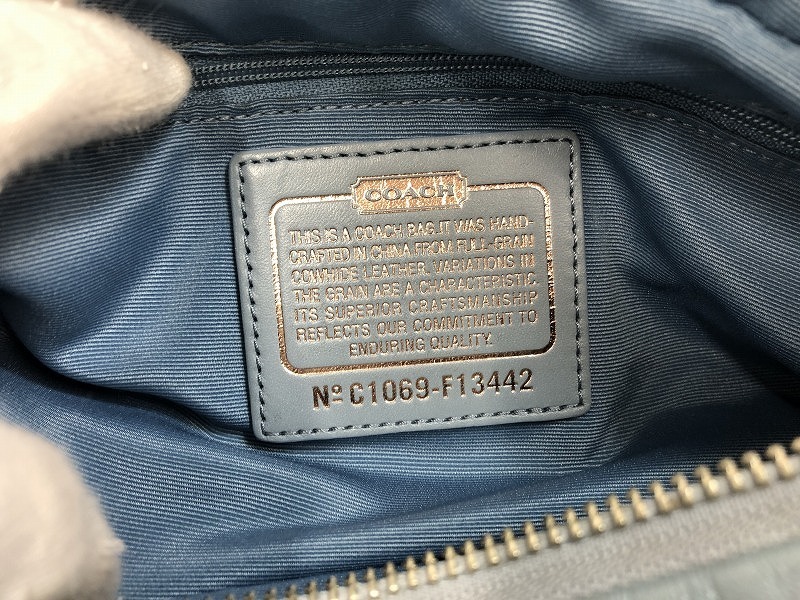 COACH
THIS IS A COACH BAG.IT WAS HAND-
CRAFTED IN CHINA FROM FULL-GRAIN
COWHIDE LEATHER. VARIATIONS IN
THE GRAIN ARE A CHARACTERISTIC.
ITS SUPERIOR CRAFTSMANSHIP
REFLECTS OUR COMMITMENT TO
ENDURING QUALITY.
Nº C1069-F13442